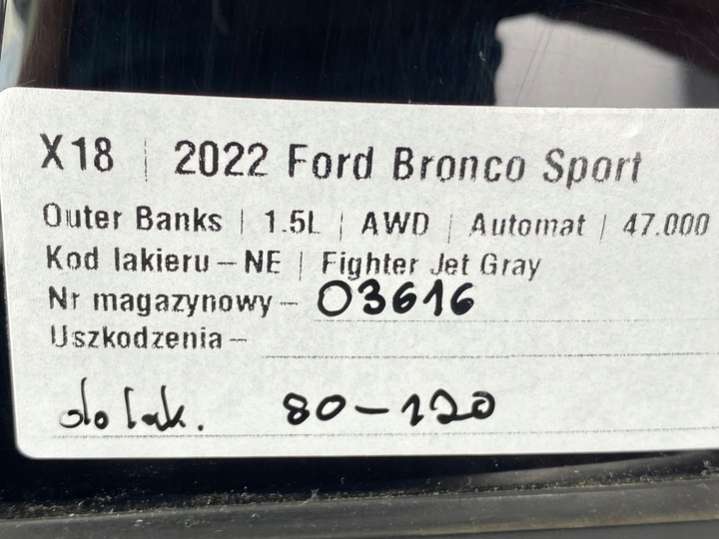 X18 | 2022 Ford Bronco Sport
Outer Banks | 1.5L | AWD | Automat | 47.000
Kod lakieru – NE | Fighter Jet Gray
Nr magazynowy – 03616
Uszkodzenia –
do lak. 80-120